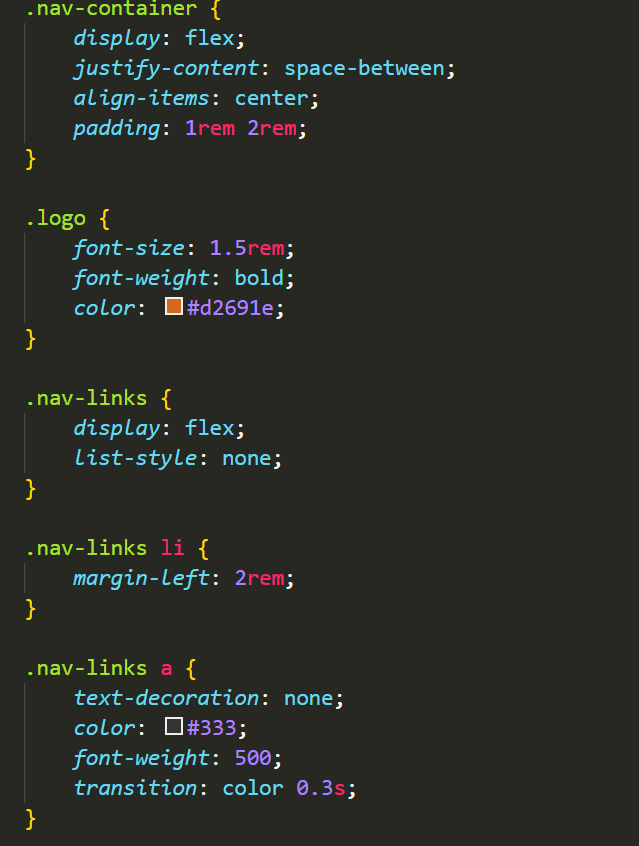 .nav-container {
    display: flex;
    justify-content: space-between;
    align-items: center;
    padding: 1rem 2rem;
}

.logo {
    font-size: 1.5rem;
    font-weight: bold;
    color: #d2691e;
}

.nav-links {
    display: flex;
    list-style: none;
}

.nav-links li {
    margin-left: 2rem;
}

.nav-links a {
    text-decoration: none;
    color: #333;
    font-weight: 500;
    transition: color 0.3s;
}